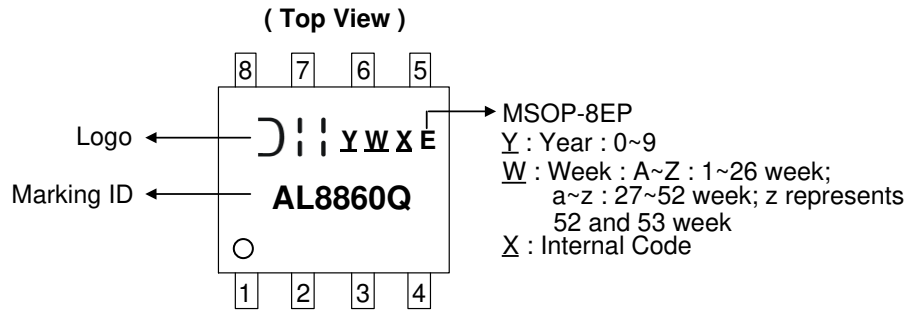 ( Top View )
8 7 6 5
Logo
Y W X E
Marking ID
AL8860Q
MSOP-8EP
Y : Year : 0~9
W : Week : A~Z : 1~26 week;
a~z : 27~52 week; z represents
52 and 53 week
X : Internal Code
1 2 3 4